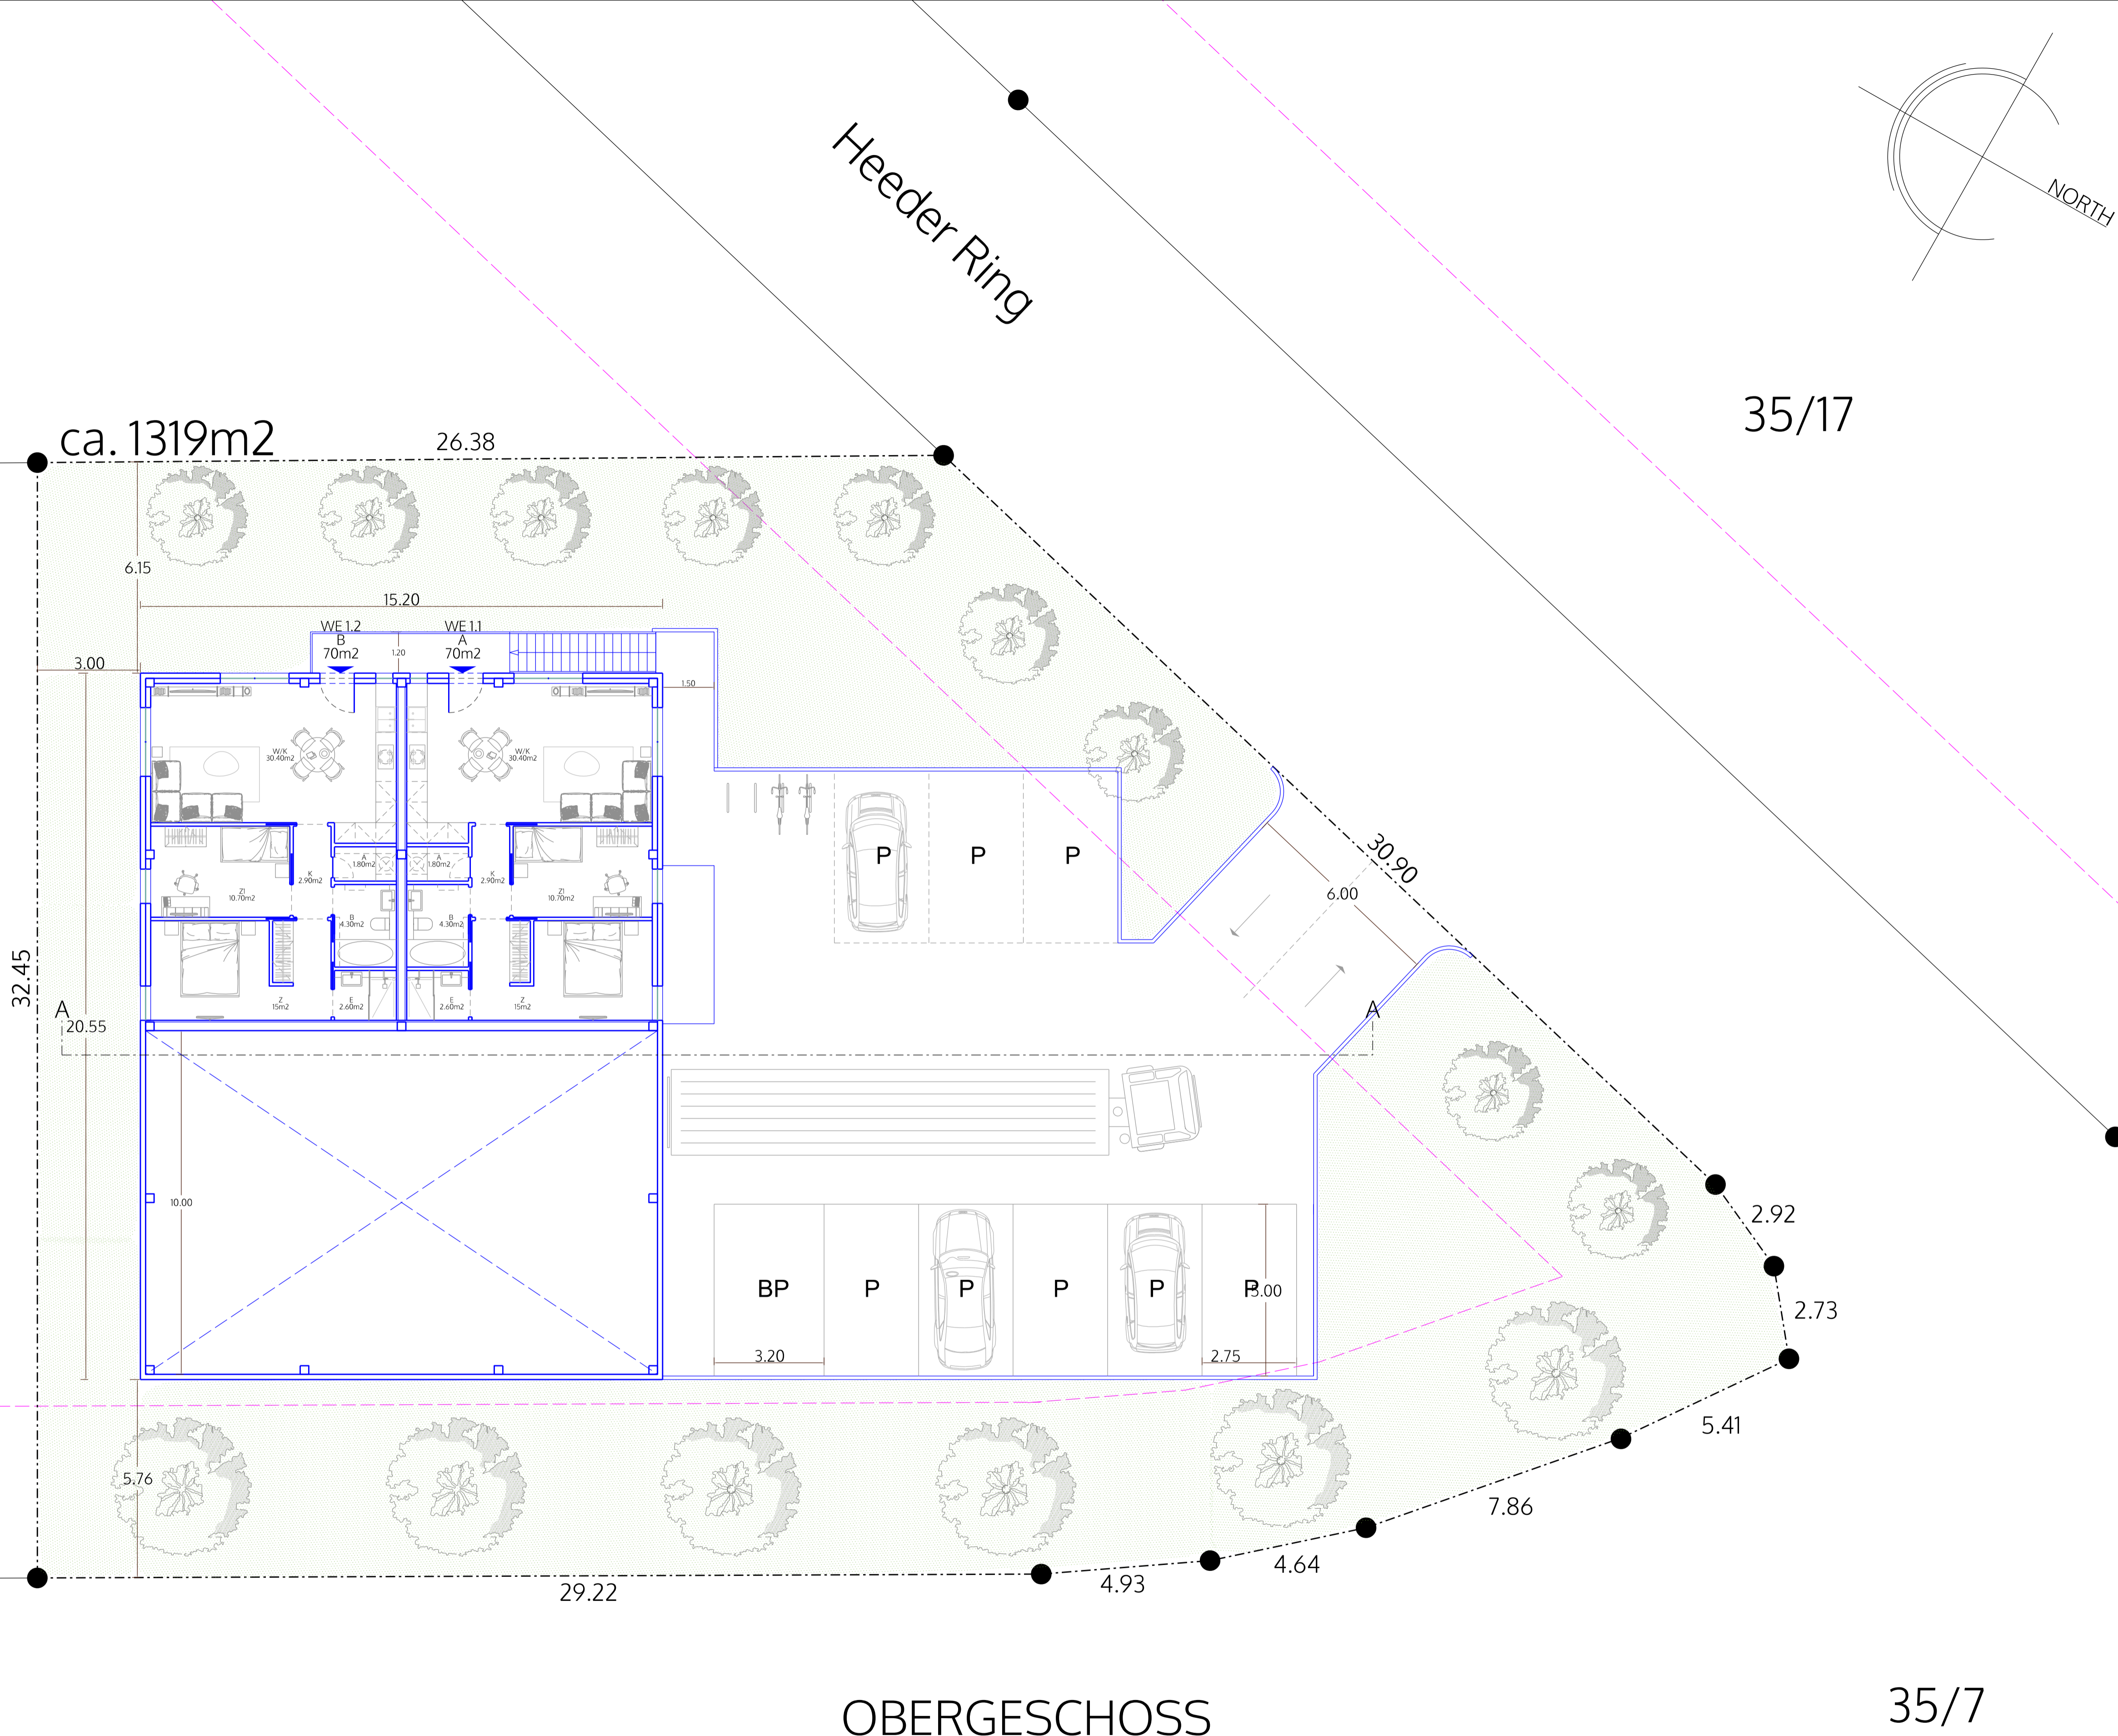 NORTH
Heeder Ring
35/17
ca. 1319m2
26.38
6.15
15.20
WE 1.2
B
70m2
1.20
WE 1.1
A
70m2
3.00
1.50
W/K
30.40m2
W/K
30.40m2
30.90
6.00
P
P
P
A
1.80m2
A
1.80m2
K
2.90m2
K
2.90m2
Z1
10.70m2
Z1
10.70m2
B
4.30m2
B
4.30m2
32.45
Z
15m2
E
2.60m2
E
2.60m2
Z
15m2
A
A
20.55
10.00
2.92
BP
P
P
P
P
P
5.00
2.73
3.20
2.75
5.41
5.76
7.86
4.64
4.93
29.22
35/7
OBERGESCHOSS